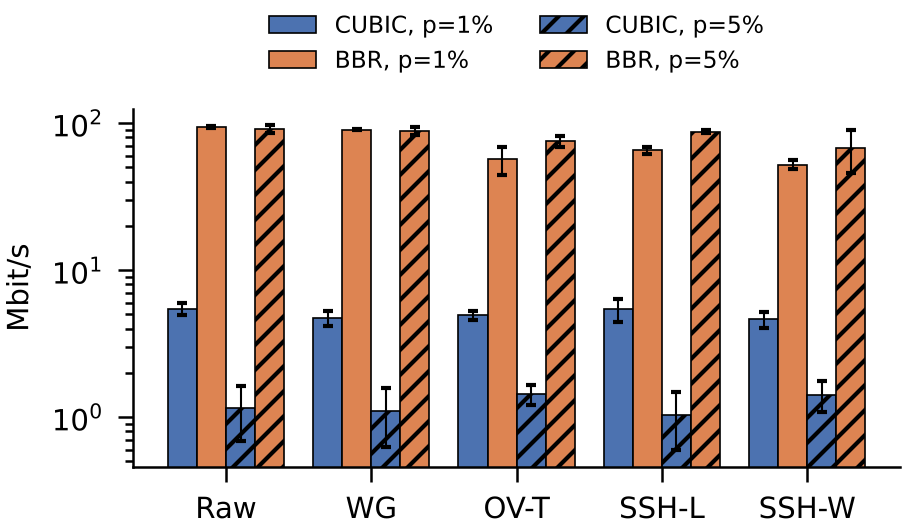 CUBIC, p=1% CUBIC, p=5%
BBR, p=1% BBR, p=5%
10²
10¹
10⁰
Mbit/s
Raw WG OV-T SSH-L SSH-W